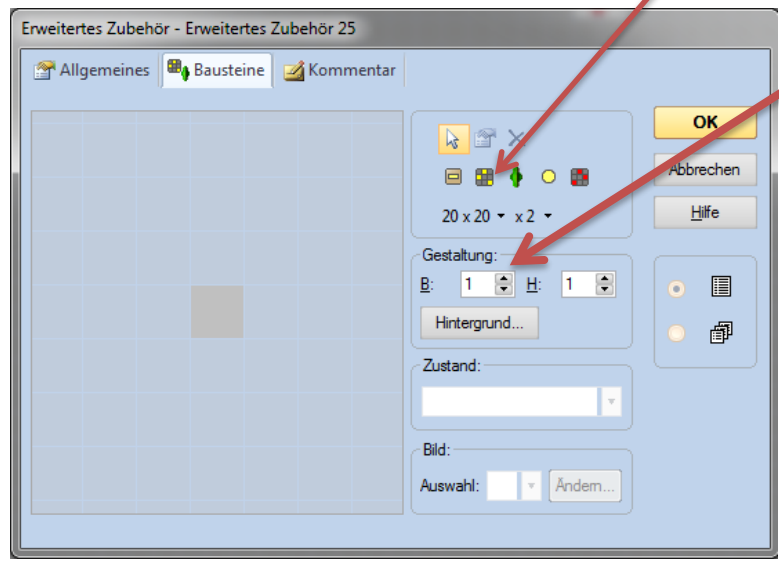 Erweitertes Zubehör - Erweitertes Zubehör 25
Allgemeines Bausteine Kommentar
OK
Abbrechen
Hilfe
20 x 20 x 2
Gestaltung:
B: 1 H: 1
Hintergrund...
Zustand:
Bild:
Auswahl: Ändern...